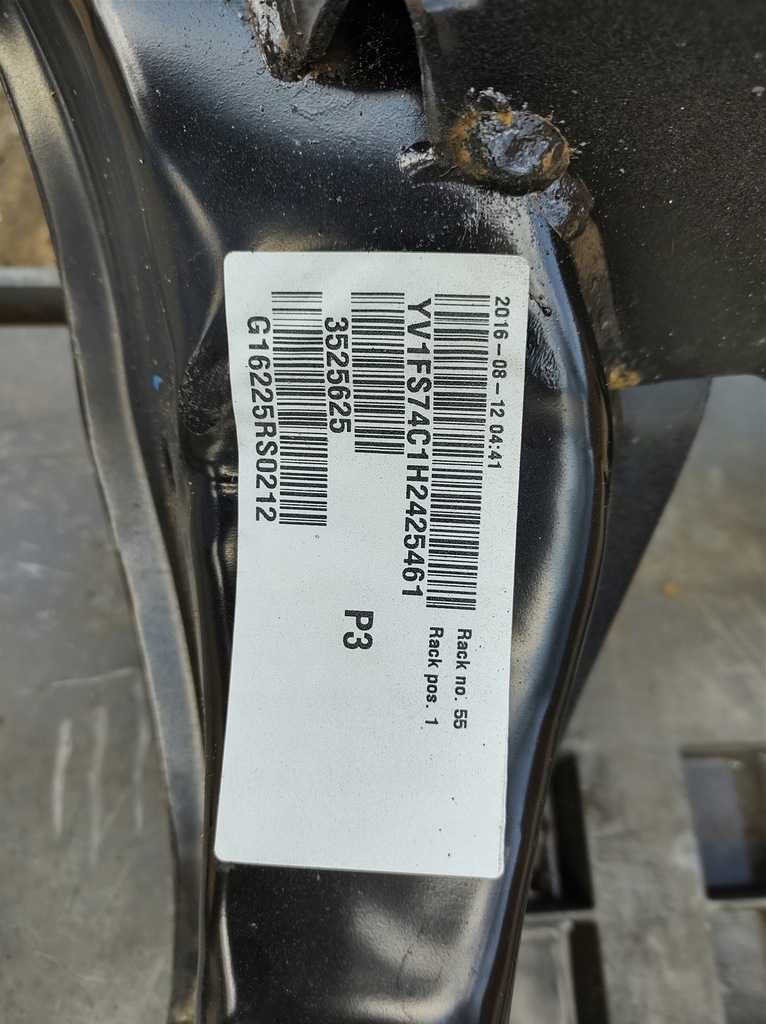 2016-08-12 04:41
YV1FS74C1H2425461
Rack no. 55
Rack pos. 1
3525625
P3
G16225RS0212